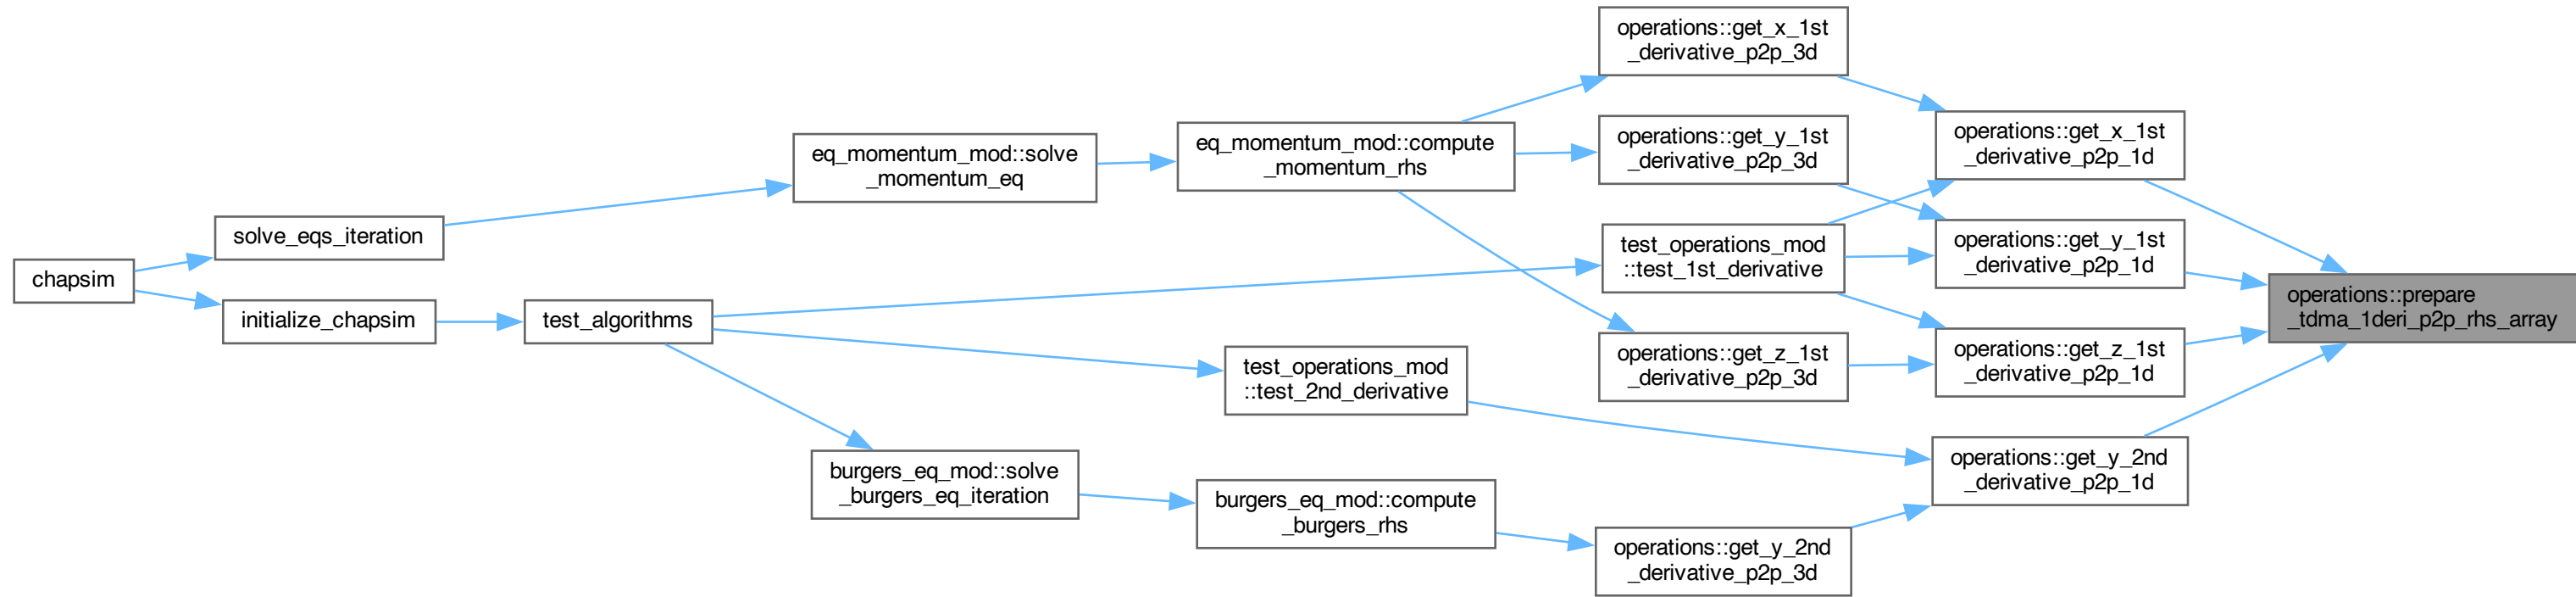 chapsim
solve_eqs_iteration
initialize_chapsim
eq_momentum_mod::solve
_momentum_eq
test_algorithms
burgers_eq_mod::solve
_burgers_eq_iteration
eq_momentum_mod::compute
_momentum_rhs
test_operations_mod
::test_2nd_derivative
burgers_eq_mod::compute
_burgers_rhs
operations::get_x_1st
_derivative_p2p_3d
operations::get_y_1st
_derivative_p2p_3d
test_operations_mod
::test_1st_derivative
operations::get_z_1st
_derivative_p2p_3d
operations::get_y_2nd
_derivative_p2p_3d
operations::get_x_1st
_derivative_p2p_1d
operations::get_y_1st
_derivative_p2p_1d
operations::get_z_1st
_derivative_p2p_1d
operations::get_y_2nd
_derivative_p2p_1d
operations::prepare
_tdma_1deri_p2p_rhs_array